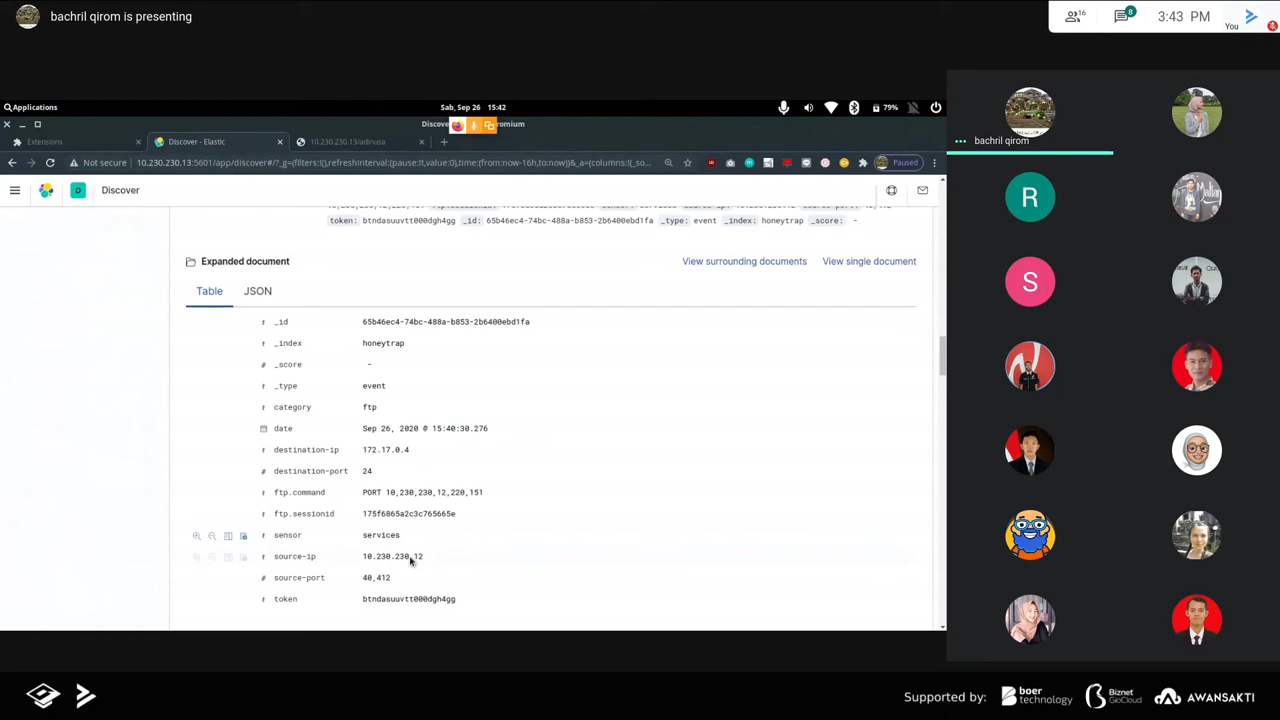 bachril qirom is presenting
16
8
3:43 PM
You
Applications
Sab, Sep 26 15:42
79%
Discove
omium
Extensions
Discover - Elastic
10.230.230.13/adinusa
Not secure
10.230.230.13:5601/app/discover#/?_g=(filters:!(),refreshInterval:(pause:!t,value:0),time:(from:now-16h,to:now))&_a=(columns:!(_so...
Paused
D
Discover
token: btndasuuvtt000dgh4gg _id: 65b46ec4-74bc-488a-b853-2b6400ebd1fa _type: event _index: honeytrap _score: -
Expanded document
View surrounding documents
View single document
Table
JSON
t _id 65b46ec4-74bc-488a-b853-2b6400ebd1fa
t _index honeytrap
# _score -
t _type event
t category ftp
date Sep 26, 2020 @ 15:40:30.276
t destination-ip 172.17.0.4
# destination-port 24
t ftp.command PORT 10,230,230,12,220,151
t ftp.sessionid 175f6865a2c3c765665e
t sensor services
t source-ip 10.230.230.12
# source-port 40,412
t token btndasuuvtt000dgh4gg
bachril qirom
R
S
Supported by:
boer technology
Biznet GioCloud
AWANSAKTI